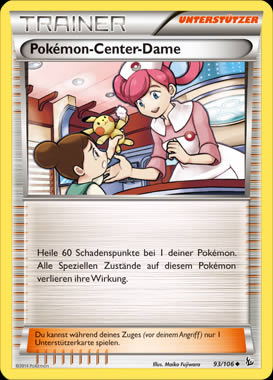 TRAINER
UNTERSTÜTZER
Pokémon-Center-Dame
Heile 60 Schadenspunkte bei 1 deiner Pokémon.
Alle Speziellen Zustände auf diesem Pokémon
verlieren ihre Wirkung.
Du kannst während deines Zuges (vor deinem Angriff) nur 1
Unterstützerkarte spielen.
©2014 Pokémon
Illus. Maiko Fujiwara
93/106